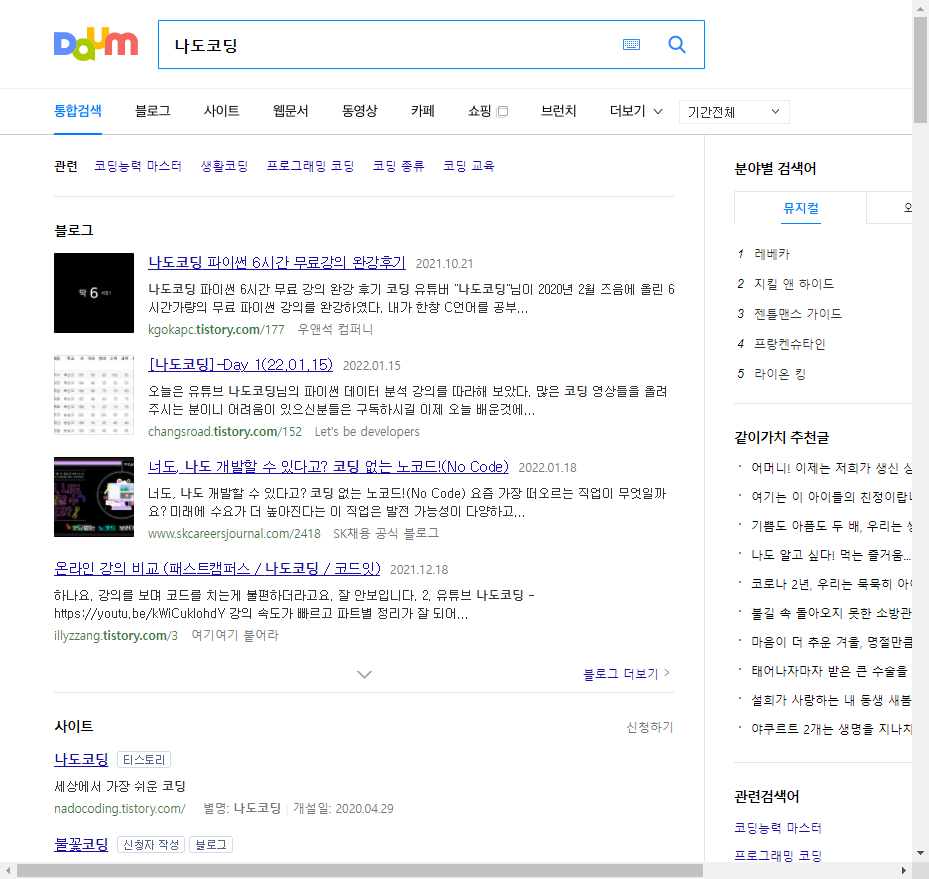 Daum
나도코딩
통합검색 블로그 사이트 웹문서 동영상 카페 쇼핑 브런치 더보기 기간전체
관련 코딩능력 마스터 생활코딩 프로그래밍 코딩 코딩 종류 코딩 교육
블로그
딱 6
나도코딩 파이썬 6시간 무료강의 완강후기 2021.10.21
나도코딩 파이썬 6시간 무료 강의 완강 후기 코딩 유튜버 "나도코딩"님이 2020년 2월 즈음에 올린 6
시간가량의 무료 파이썬 강의를 완강하였다. 내가 한창 C언어를 공부...
kgokapc.tistory.com/177 우앤석 컴퍼니
[나도코딩]-Day 1(22.01.15) 2022.01.15
오늘은 유튜브 나도코딩님의 파이썬 데이터 분석 강의를 따라해 보았다. 많은 코딩 영상들을 올려
주시는 분이니 어려움이 있으신분들은 구독하시길 이제 오늘 배운것에...
changsroad.tistory.com/152 Let's be developers
너도, 나도 개발할 수 있다고? 코딩 없는 노코드!(No Code) 2022.01.18
너도, 나도 개발할 수 있다고? 코딩 없는 노코드!(No Code) 요즘 가장 떠오르는 직업이 무엇일까
요? 미래에 수요가 더 높아진다는 이 직업은 발전 가능성이 다양하고...
www.skcareersjournal.com/2418 SK채용 공식 블로그
온라인 강의 비교 (패스트캠퍼스 / 나도코딩 / 코드잇) 2021.12.18
하나요. 강의를 보며 코드를 치는게 불편하더라고요. 잘 안보입니다. 2. 유튜브 나도코딩 -
https://youtu.be/kWiCuklohdY 강의 속도가 빠르고 파트별 정리가 잘 되어...
illyzzang.tistory.com/3 여기여기 붙어라
블로그 더보기
사이트 신청하기
나도코딩 티스토리
세상에서 가장 쉬운 코딩
nadocoding.tistory.com/ 별명: 나도코딩 개설일: 2020.04.29
불꽃코딩 신청자 작성 블로그
분야별 검색어
뮤지컬
1 레베카
2 지킬 앤 하이드
3 젠틀맨스 가이드
4 프랑켄슈타인
5 라이온 킹
같이가치 추천글
어머니! 이제는 저희가 생신
여기는 이 아이들의 친정이랍니
기쁨도 아픔도 두 배, 우리는
나도 알고 싶다! 먹는 즐거움...
코로나 2년, 우리는 묵묵히
불길 속 돌아오지 못한 소방관
마음이 더 추운 겨울, 명절만큼
태어나자마자 받은 큰 수술을
설희가 사랑하는 내 동생 새봄
야쿠르트 2개는 생명을 지나치
관련검색어
코딩능력 마스터
프로그래밍 코딩